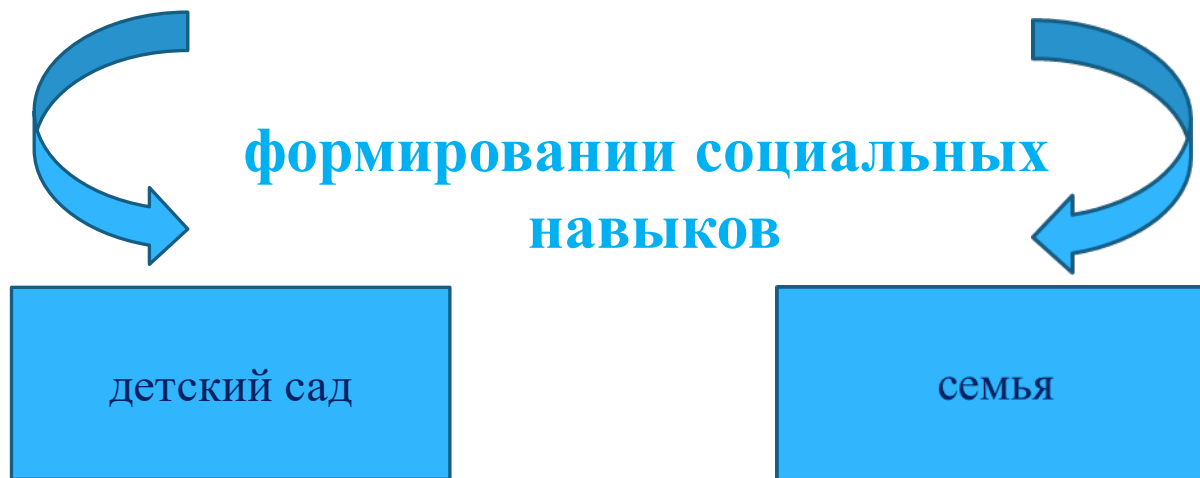 формировании социальных
навыков
детский сад
семья